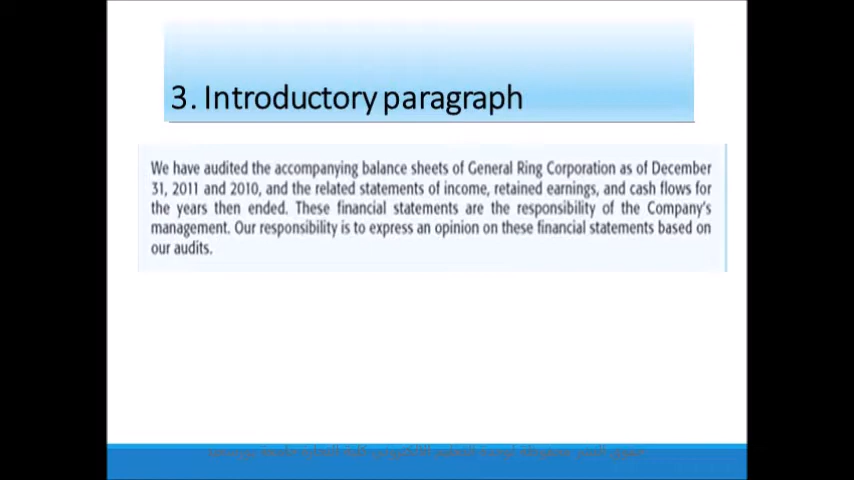 3. Introductory paragraph
We have audited the accompanying balance sheets of General Ring Corporation as of December
31, 2011 and 2010, and the related statements of income, retained earnings, and cash flows for
the years then ended. These financial statements are the responsibility of the Company's
management. Our responsibility is to express an opinion on these financial statements based on
our audits.